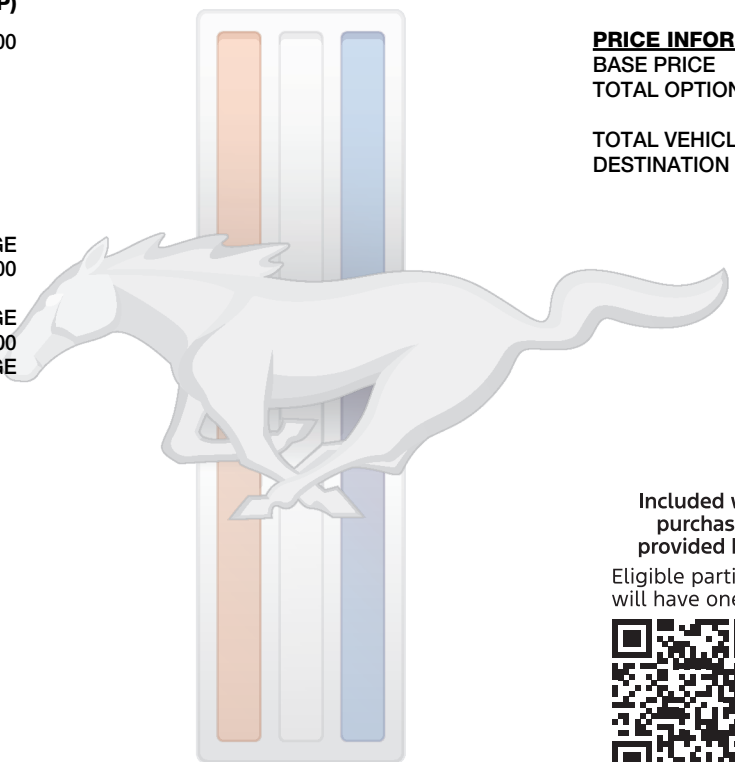 P)
00
GE
00
GE
00
GE
PRICE INFOR
BASE PRICE
TOTAL OPTION
TOTAL VEHICL
DESTINATION
Included w
purchas
provided b
Eligible parti
will have one